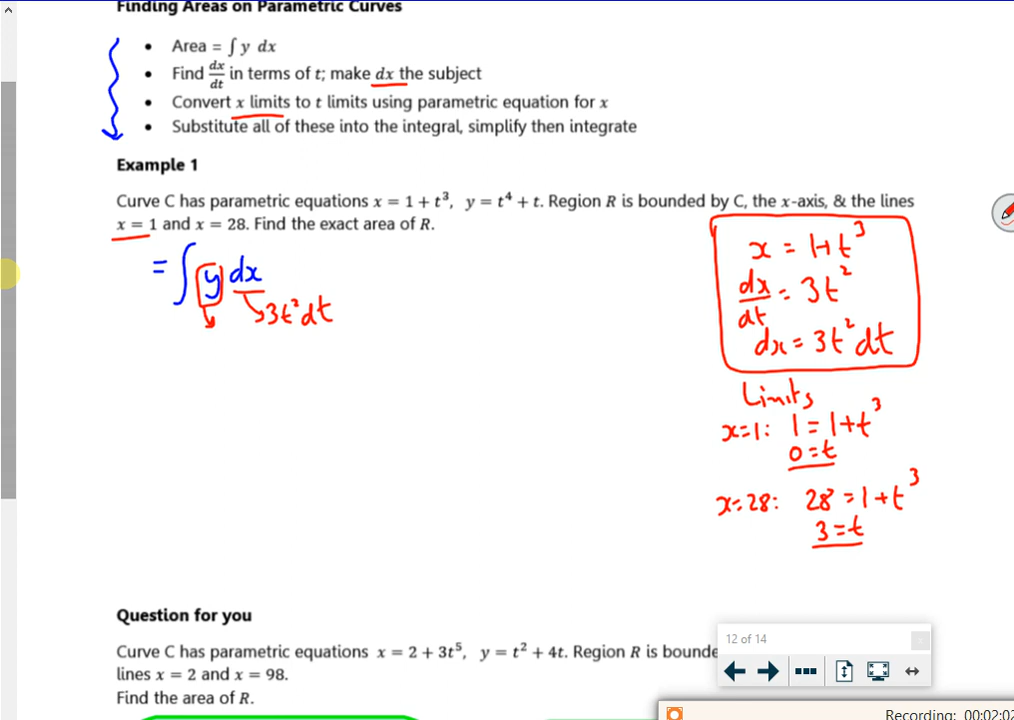 Finding Areas on Parametric Curves
• Area = ∫ y dx
• Find dx/dt in terms of t; make dx the subject
• Convert x limits to t limits using parametric equation for x
• Substitute all of these into the integral, simplify then integrate
Example 1
Curve C has parametric equations x = 1 + t³, y = t⁴ + t. Region R is bounded by C, the x-axis, & the lines
x = 1 and x = 28. Find the exact area of R.
= ∫ y dx
3t² dt
x = 1+t³
dx/dt = 3t²
dx = 3t² dt
Limits
x=1: 1 = 1+t³
0 = t
x=28: 28 = 1+t³
3 = t
Question for you
Curve C has parametric equations x = 2 + 3t⁵, y = t² + 4t. Region R is bounde
lines x = 2 and x = 98.
Find the area of R.
12 of 14
Recording: 00:02:02